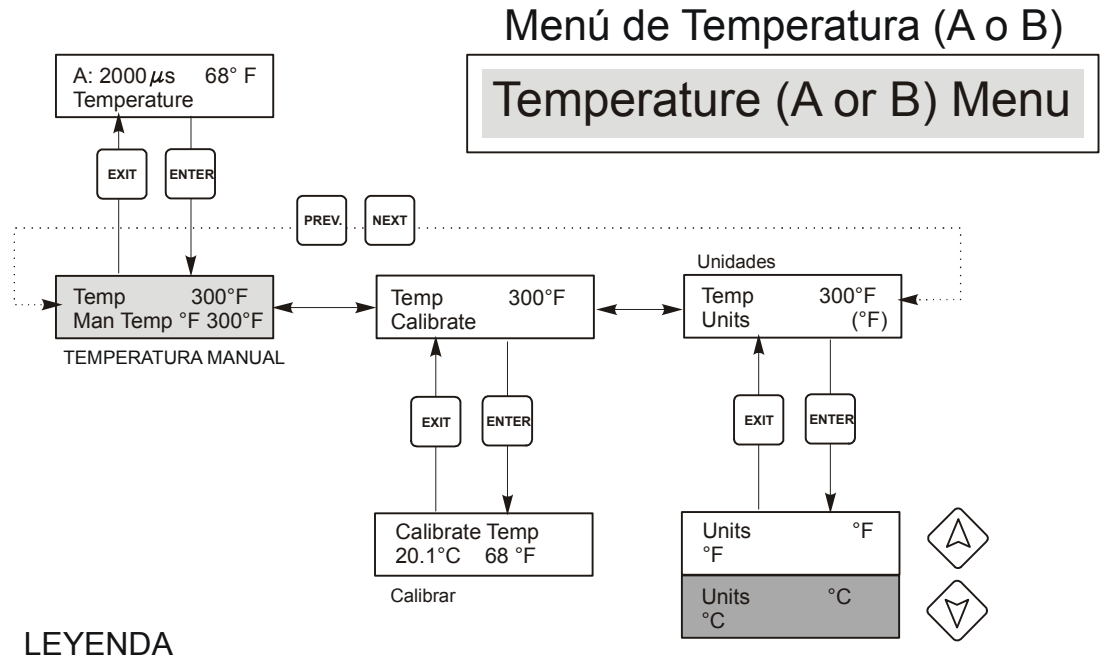 Menú de Temperatura (A o B)
Temperature (A or B) Menu
A: 2000 μs 68° F
Temperature
EXIT
ENTER
PREV.
NEXT
Temp 300°F
Man Temp °F 300°F
TEMPERATURA MANUAL
Temp 300°F
Calibrate
Unidades
Temp 300°F
Units (°F)
EXIT
ENTER
EXIT
ENTER
Calibrate Temp
20.1°C 68 °F
Calibrar
Units °F
°F
Units °C
°C
LEYENDA